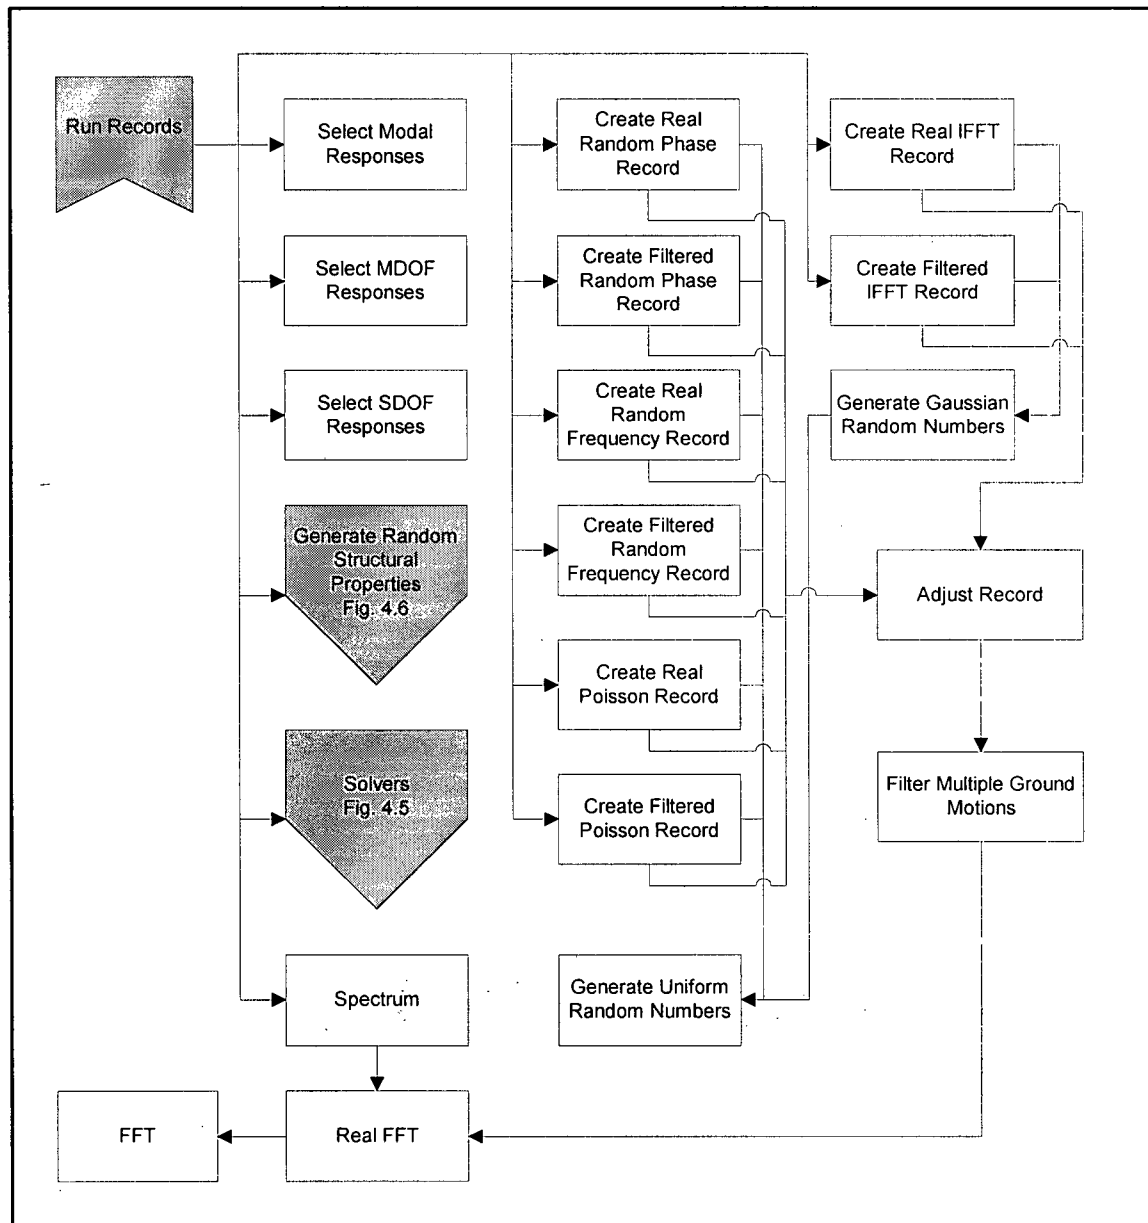 Run Records
Select Modal
Responses
Select MDOF
Responses
Select SDOF
Responses
Generate Random
Structural
Properties
Fig. 4.6
Solvers
Fig. 4.5
Spectrum
FFT
Real FFT
Create Real
Random Phase
Record
Create Filtered
Random Phase
Record
Create Real
Random
Frequency Record
Create Filtered
Random
Frequency Record
Create Real
Poisson Record
Create Filtered
Poisson Record
Generate Uniform
Random Numbers
Create Real IFFT
Record
Create Filtered
IFFT Record
Generate Gaussian
Random Numbers
Adjust Record
Filter Multiple Ground
Motions